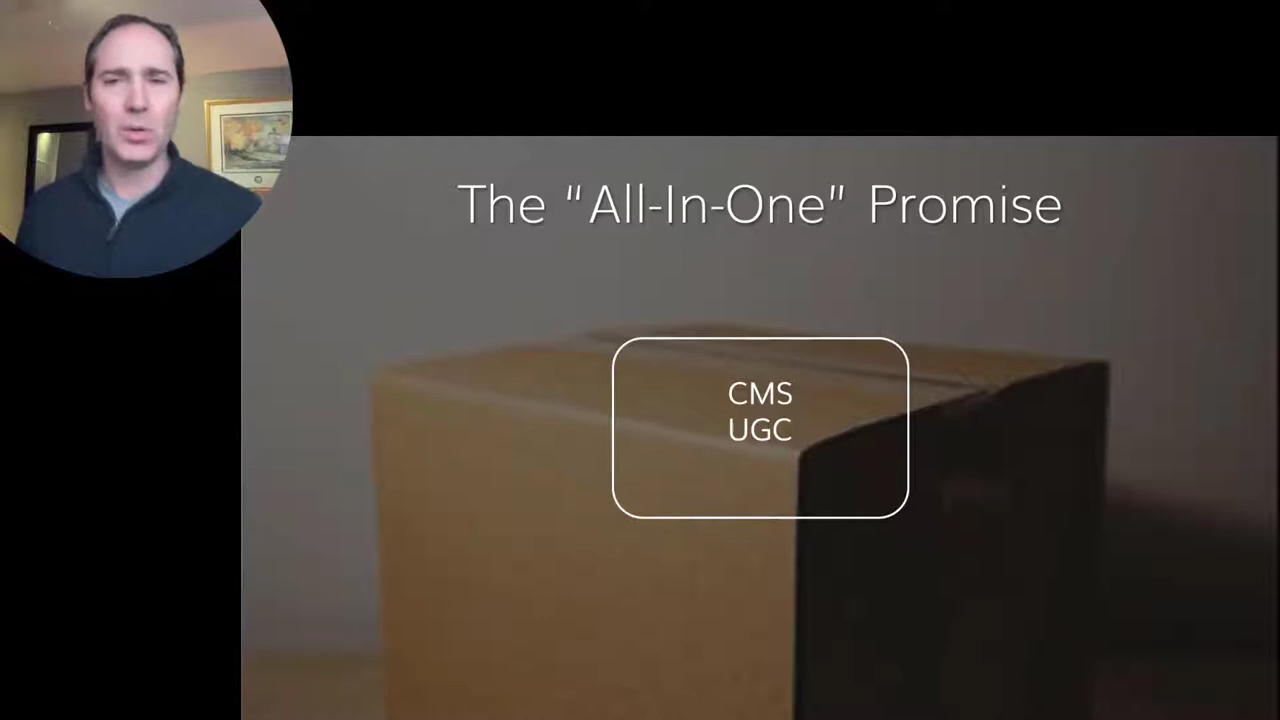 The “All-In-One” Promise
CMS
UGC